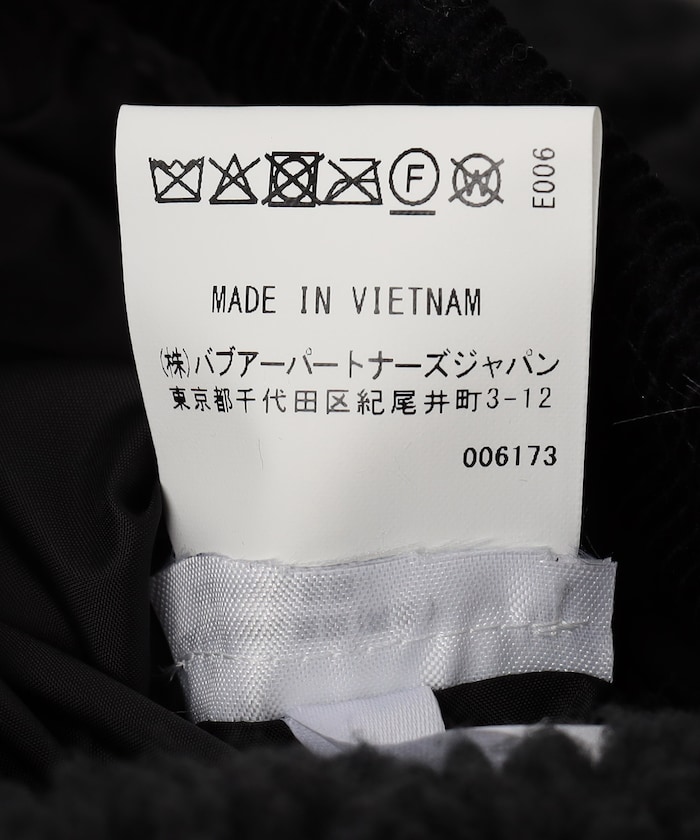 F W E006
MADE IN VIETNAM
(株)バブアーパートナーズジャパン
東京都千代田区紀尾井町3-12
006173